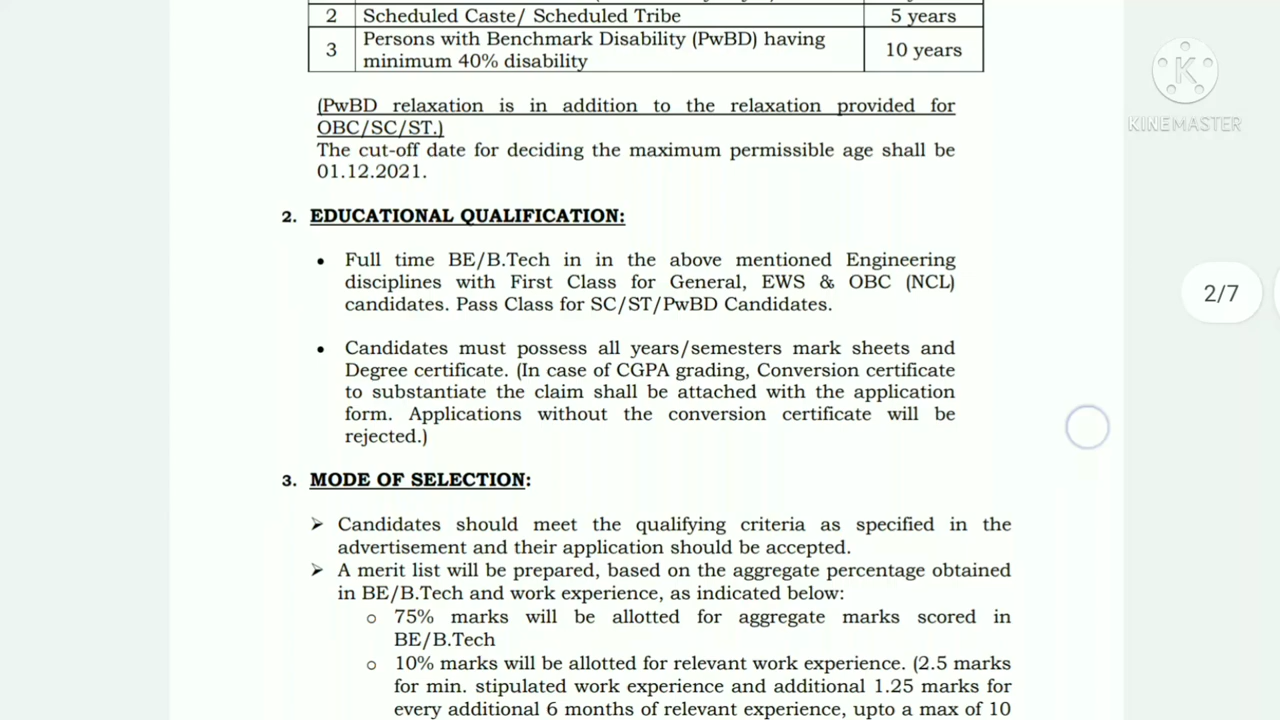 2 Scheduled Caste/ Scheduled Tribe 5 years
3 Persons with Benchmark Disability (PwBD) having minimum 40% disability 10 years
(PwBD relaxation is in addition to the relaxation provided for
OBC/SC/ST.)
The cut-off date for deciding the maximum permissible age shall be
01.12.2021.
2. EDUCATIONAL QUALIFICATION:
• Full time BE/B.Tech in in the above mentioned Engineering
disciplines with First Class for General, EWS & OBC (NCL)
candidates. Pass Class for SC/ST/PwBD Candidates.
• Candidates must possess all years/semesters mark sheets and
Degree certificate. (In case of CGPA grading, Conversion certificate
to substantiate the claim shall be attached with the application
form. Applications without the conversion certificate will be
rejected.)
3. MODE OF SELECTION:
➤ Candidates should meet the qualifying criteria as specified in the
advertisement and their application should be accepted.
➤ A merit list will be prepared, based on the aggregate percentage obtained
in BE/B.Tech and work experience, as indicated below:
o 75% marks will be allotted for aggregate marks scored in
BE/B.Tech
o 10% marks will be allotted for relevant work experience. (2.5 marks
for min. stipulated work experience and additional 1.25 marks for
every additional 6 months of relevant experience, upto a max of 10
K
KINEMASTER
2/7